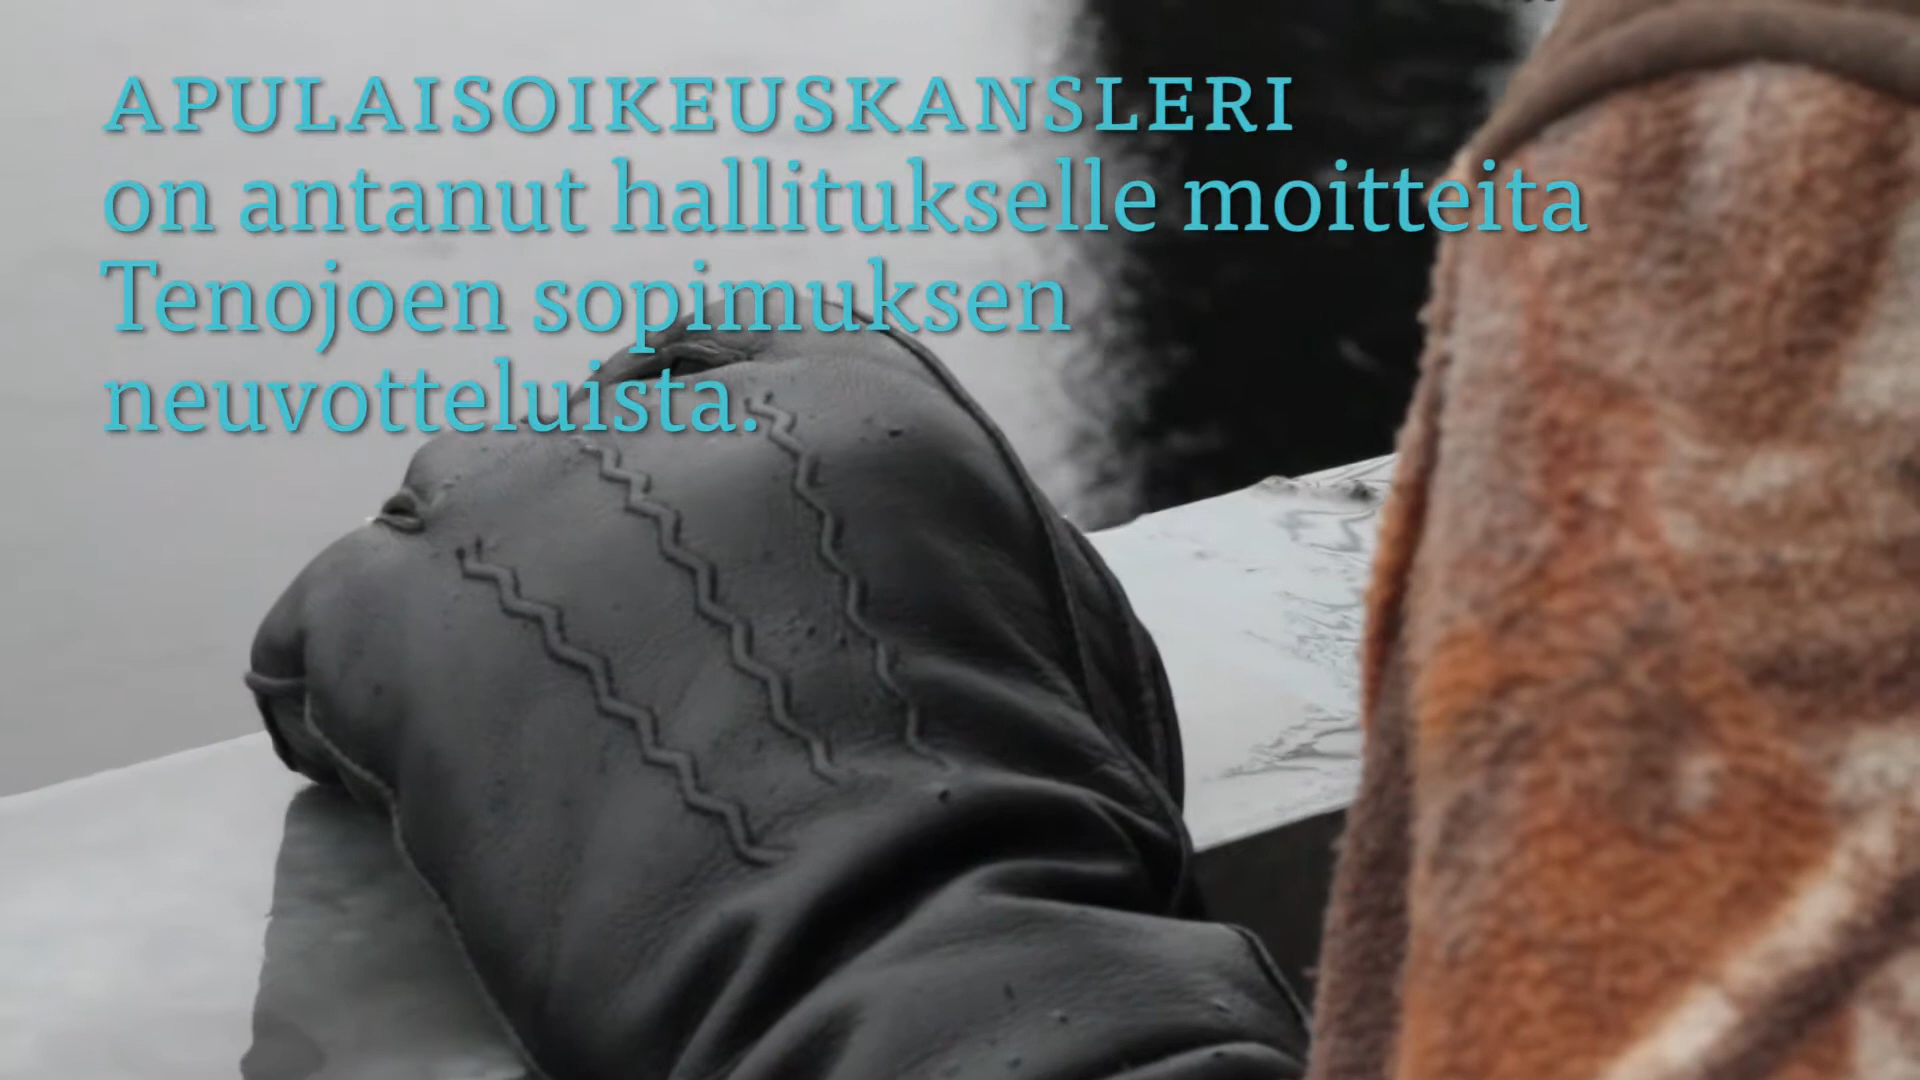 APULAISOIKEUSKANSLERI
on antanut hallitukselle moitteita
Tenojoen sopimuksen
neuvotteluista.